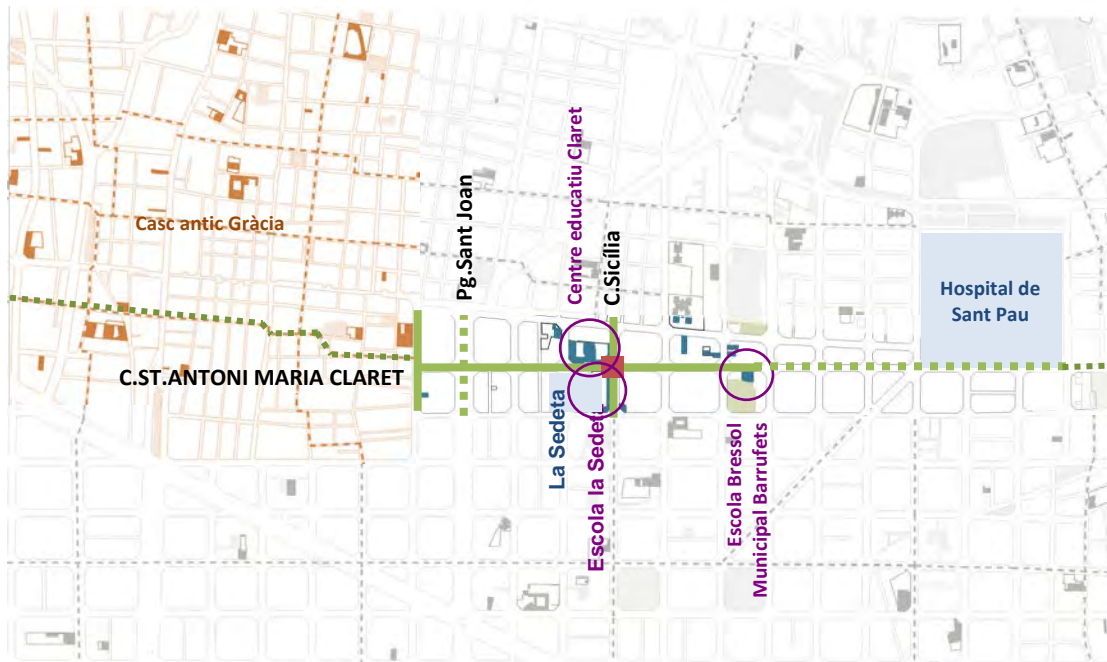 Centre educatiu Claret
Pg.Sant Joan
C.Sicília
Casc antic Gràcia
Hospital de
Sant Pau
C.ST.ANTONI MARIA CLARET
La Sedeta
Escola la Sedeta
Escola Bressol
Municipal Barrufets